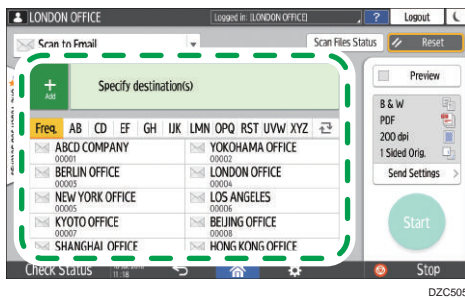 LONDON OFFICE
Logged in: [LONDON OFFICE]
?
Logout
Scan to Email
Scan Files Status
Reset
Add
Specify destination(s)
Preview
B & W
PDF
200 dpi
1 Sided Orig.
Send Settings >
Freq. AB CD EF GH IJK LMN OPQ RST UVW XYZ
ABCD COMPANY
00001
YOKOHAMA OFFICE
00002
BERLIN OFFICE
00003
LONDON OFFICE
00004
NEW YORK OFFICE
00005
LOS ANGELES
00006
KYOTO OFFICE
00007
BEIJING OFFICE
00008
SHANGHAI OFFICE
HONG KONG OFFICE
Start
Check Status
11:18
Stop
DZC505